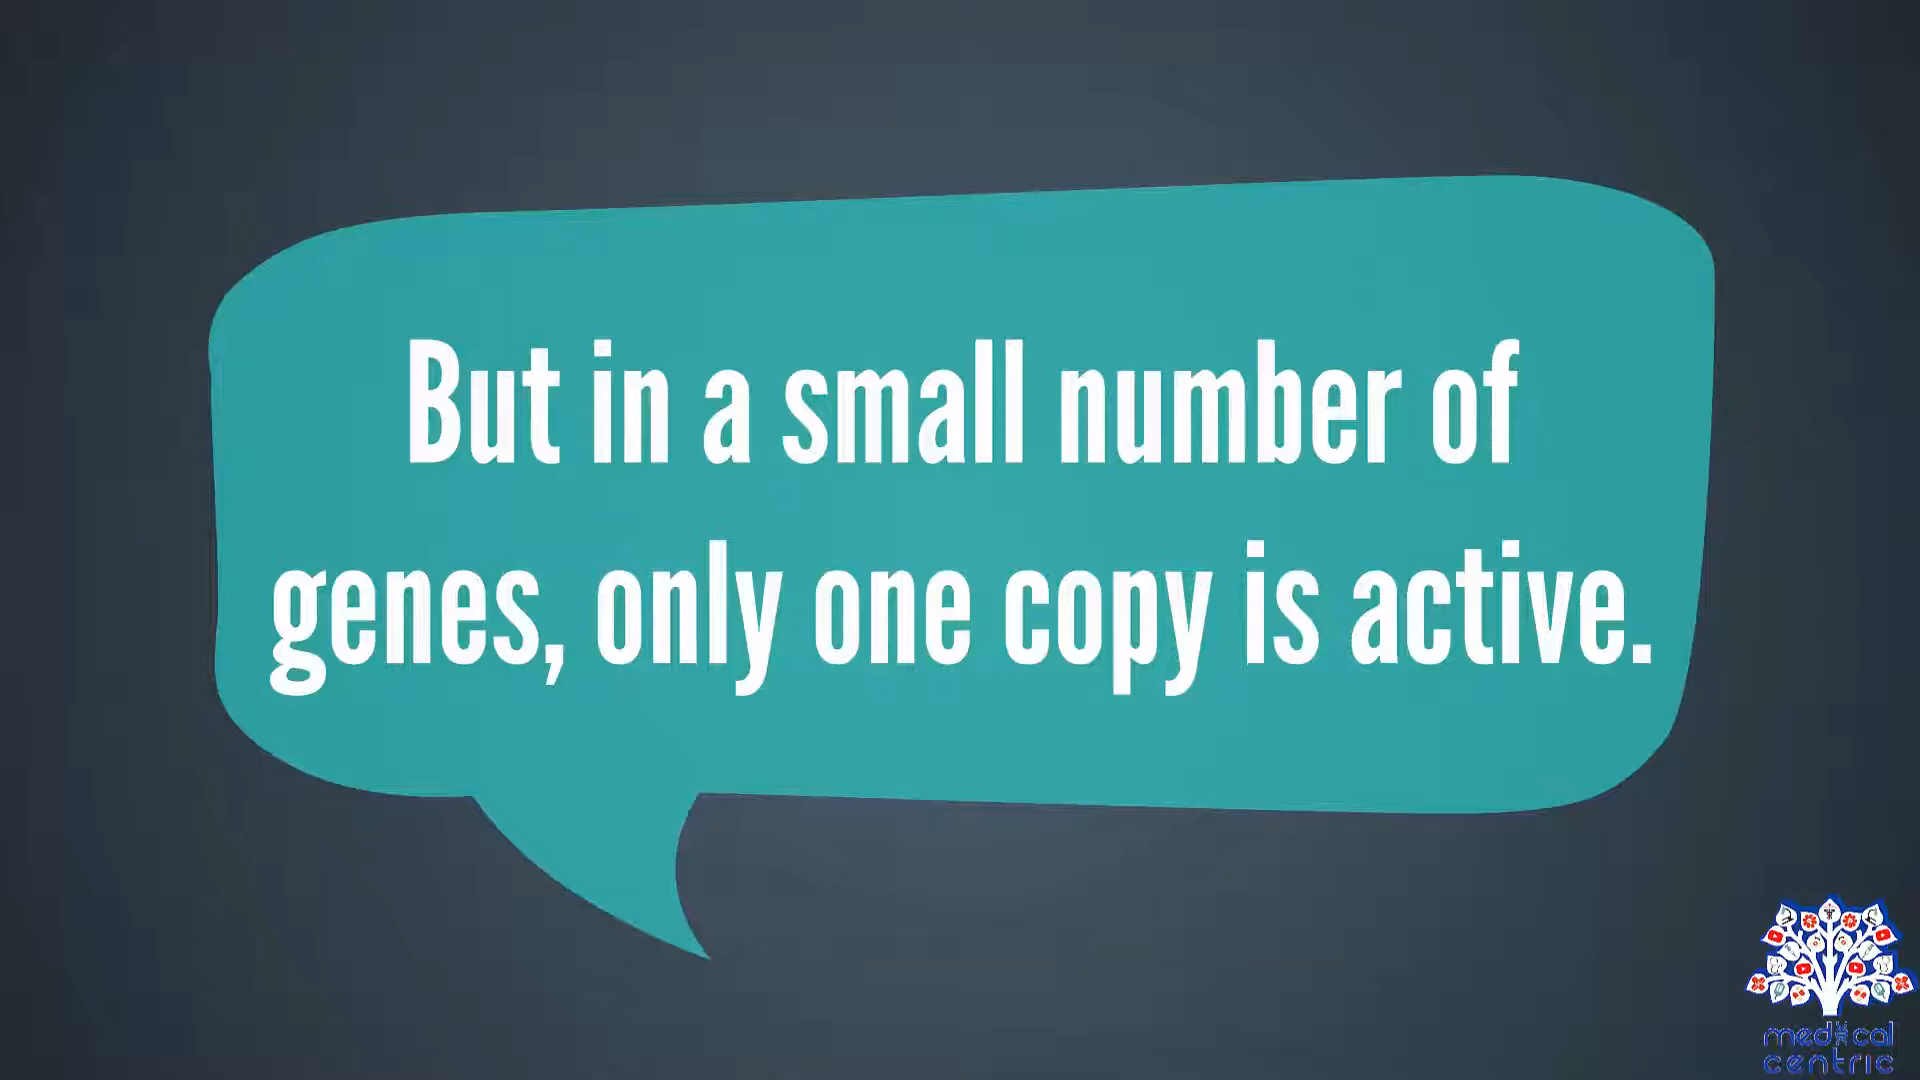 But in a small number of
genes, only one copy is active.
medical
centric